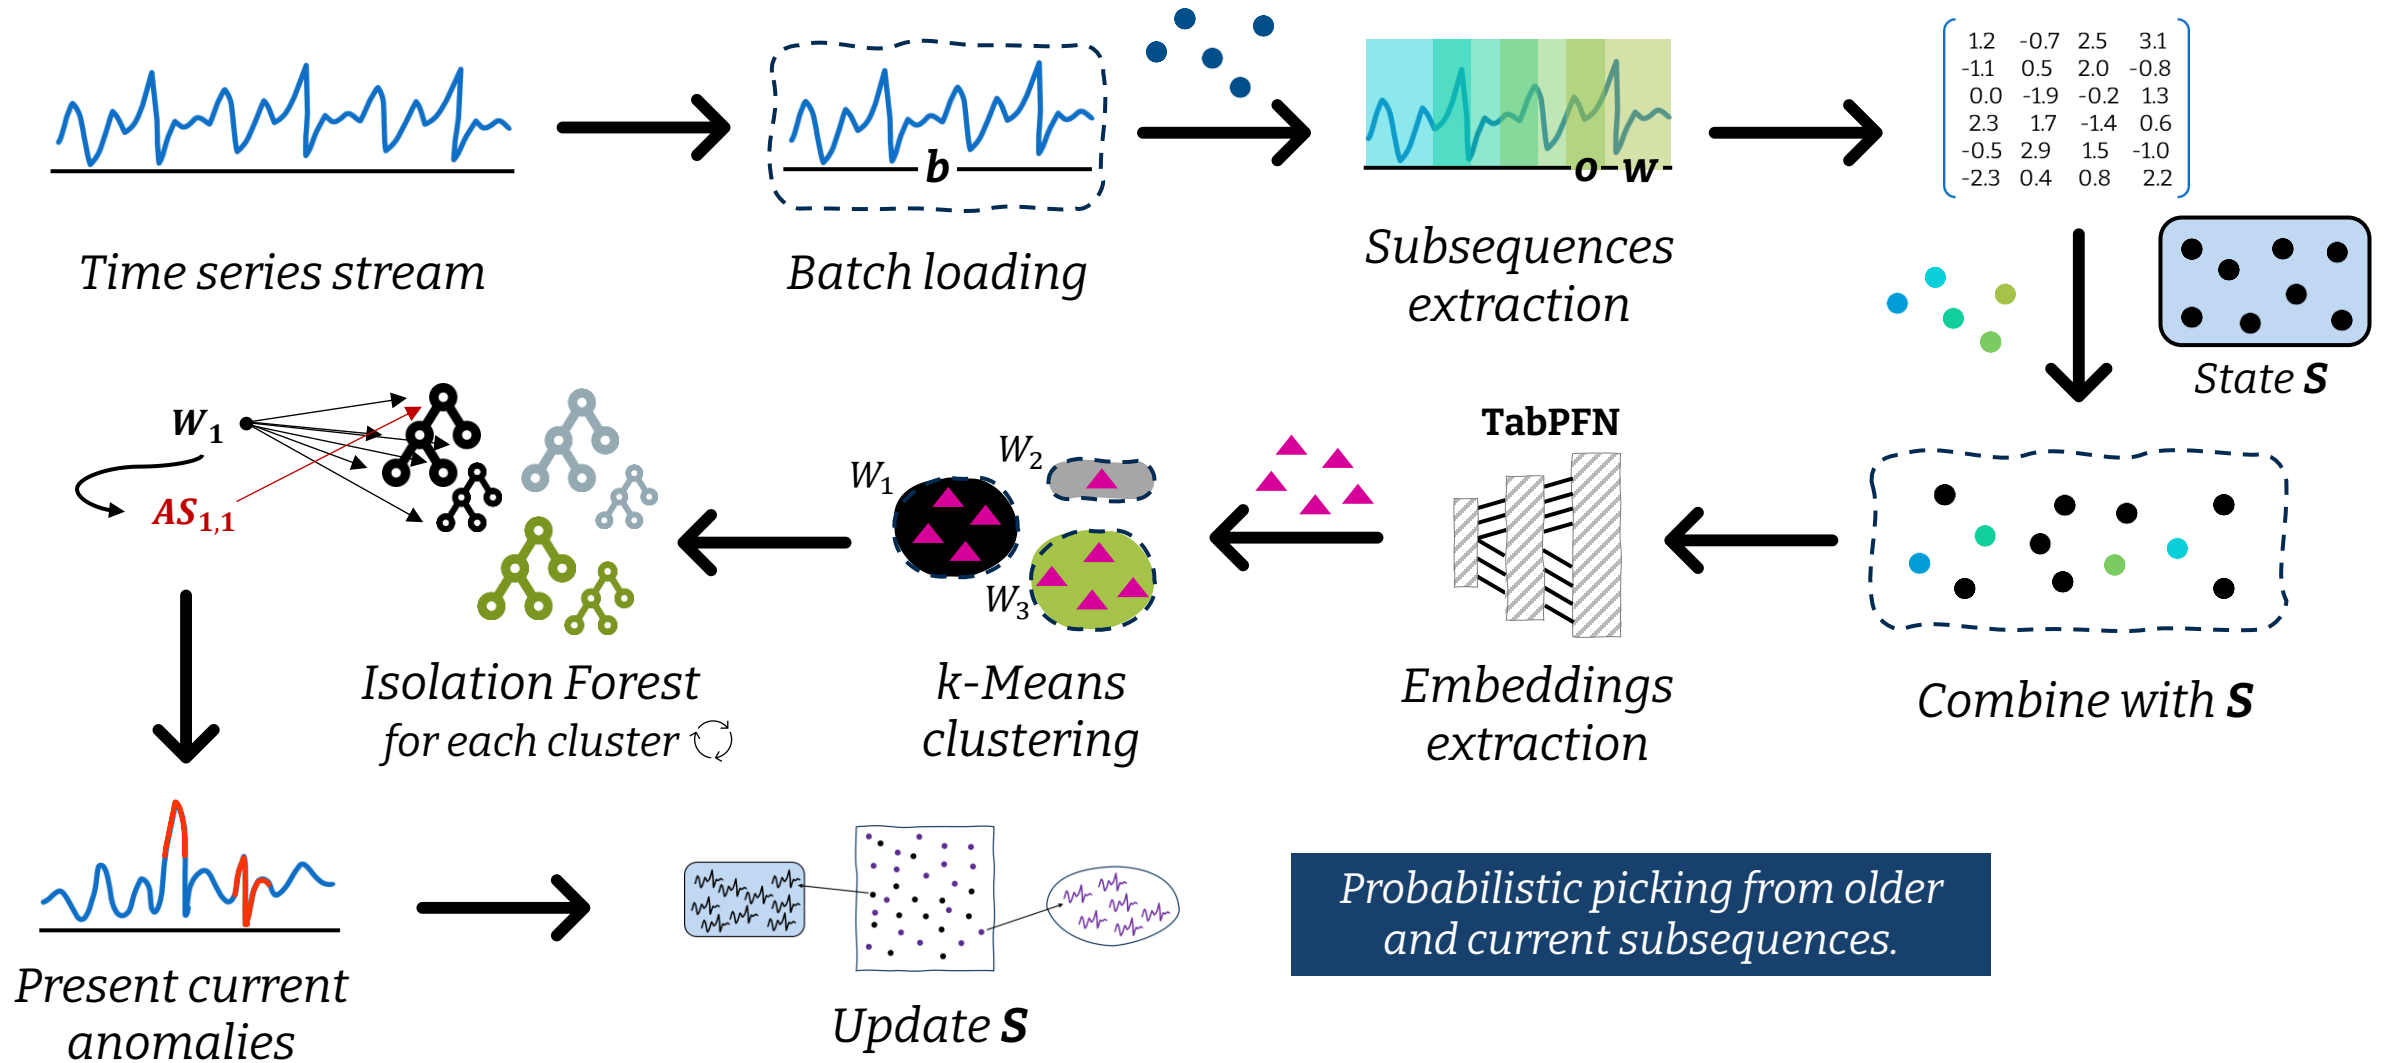 Time series stream
b
Batch loading
o w
Subsequences
extraction
1.2 -0.7 2.5 3.1
-1.1 0.5 2.0 -0.8
0.0 -1.9 -0.2 1.3
2.3 1.7 -1.4 0.6
-0.5 2.9 1.5 -1.0
-2.3 0.4 0.8 2.2
State S
Combine with S
TabPFN
Embeddings
extraction
W1
W2
W3
k-Means
clustering
W1
AS1,1
Isolation Forest
for each cluster
Present current
anomalies
Update S
Probabilistic picking from older
and current subsequences.